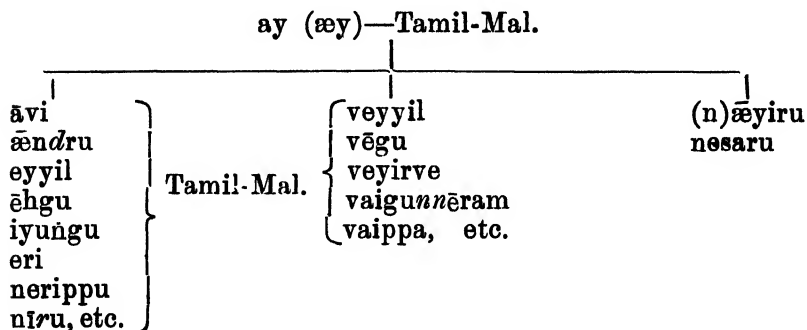 ay (æy)—Tamil-Mal.
āvi
ǣndru
eyyil
ēhgu
iyuṅgu
eri
nerippu
nīru, etc.
Tamil-Mal.
veyyil
vēgu
veyirve
vaigunnēram
vaippa, etc.
(n)ǣyiru
nesaru